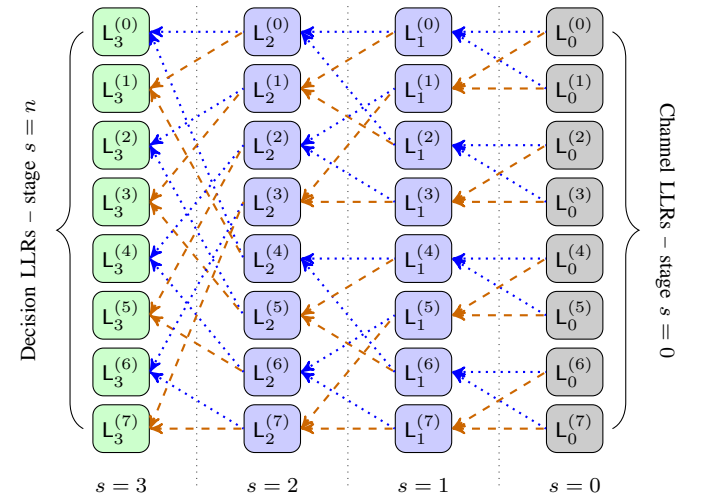 Decision LLRs – stage s = n
L_3^{(0)} L_2^{(0)} L_1^{(0)} L_0^{(0)}
L_3^{(1)} L_2^{(1)} L_1^{(1)} L_0^{(1)}
L_3^{(2)} L_2^{(2)} L_1^{(2)} L_0^{(2)}
L_3^{(3)} L_2^{(3)} L_1^{(3)} L_0^{(3)}
L_3^{(4)} L_2^{(4)} L_1^{(4)} L_0^{(4)}
L_3^{(5)} L_2^{(5)} L_1^{(5)} L_0^{(5)}
L_3^{(6)} L_2^{(6)} L_1^{(6)} L_0^{(6)}
L_3^{(7)} L_2^{(7)} L_1^{(7)} L_0^{(7)}
Channel LLRs – stage s = 0
s = 3 s = 2 s = 1 s = 0